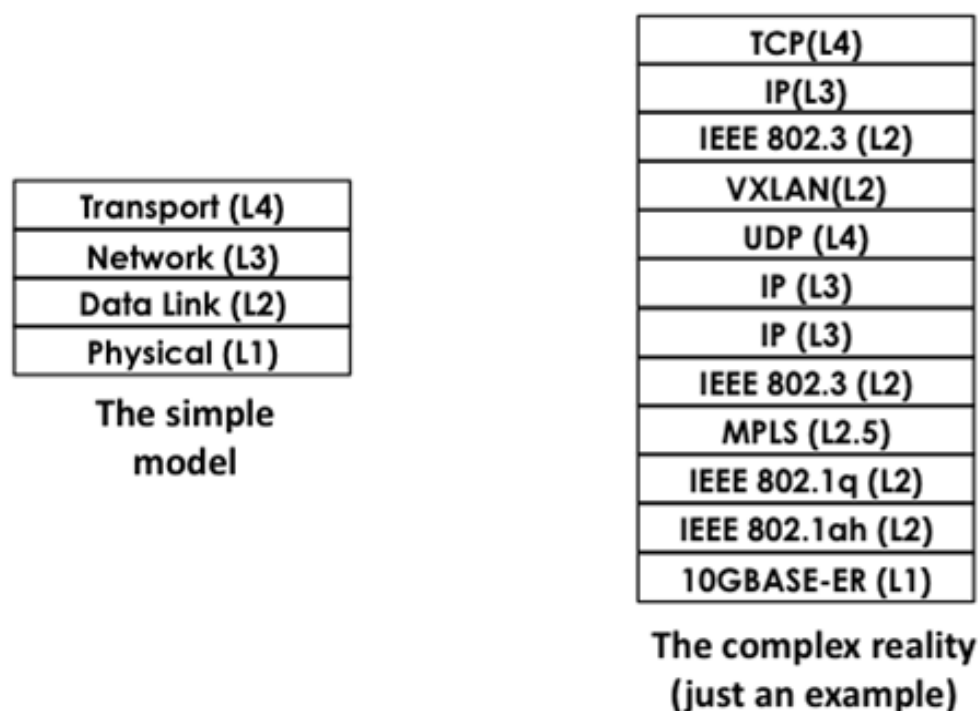 Transport (L4)
Network (L3)
Data Link (L2)
Physical (L1)
The simple
model
TCP(L4)
IP(L3)
IEEE 802.3 (L2)
VXLAN(L2)
UDP (L4)
IP (L3)
IP (L3)
IEEE 802.3 (L2)
MPLS (L2.5)
IEEE 802.1q (L2)
IEEE 802.1ah (L2)
10GBASE-ER (L1)
The complex reality
(just an example)